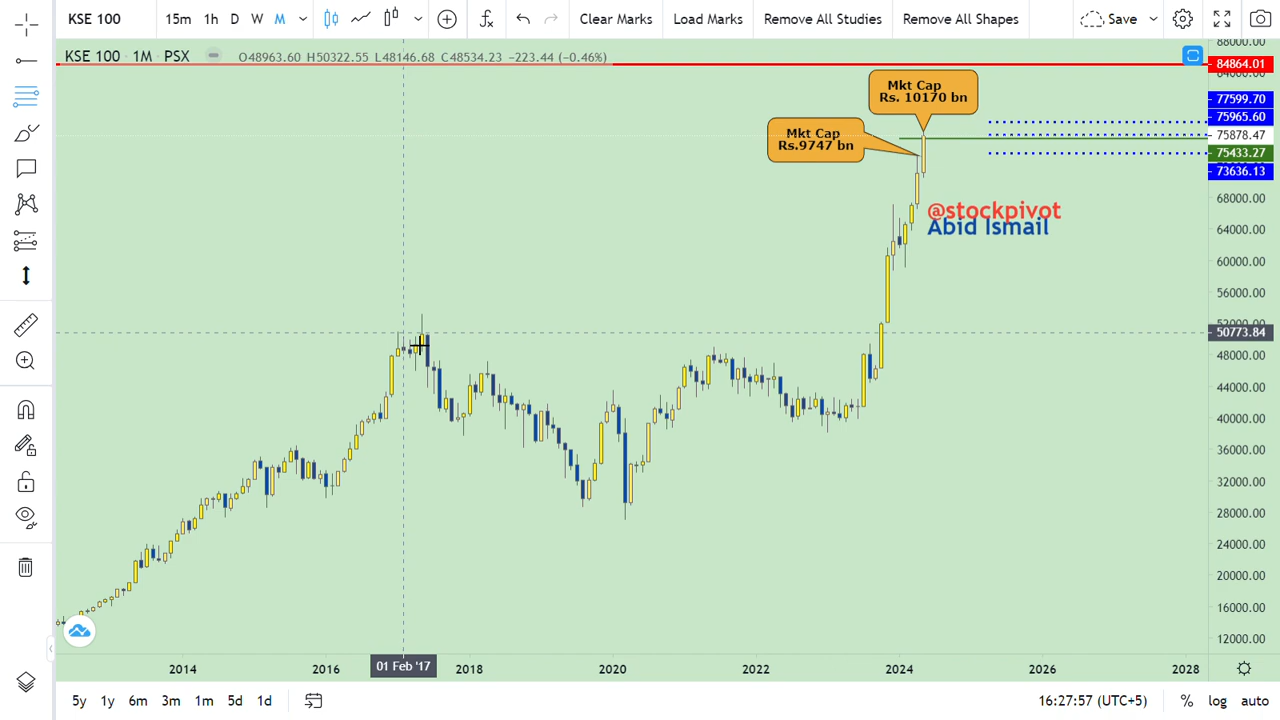 KSE 100
15m 1h D W M
Clear Marks Load Marks Remove All Studies Remove All Shapes Save
KSE 100 1M PSX O48963.60 H50322.55 L48146.68 C48534.23 −223.44 (−0.46%)
88000.00
84864.01
84000.00
Mkt Cap
Rs. 10170 bn
77599.70
75965.60
Mkt Cap
Rs.9747 bn
75878.47
75433.27
73636.13
68000.00
@stockpivot
Abid Ismail
64000.00
60000.00
56000.00
52000.00
50773.84
48000.00
44000.00
40000.00
36000.00
32000.00
28000.00
24000.00
20000.00
16000.00
12000.00
2014 2016 01 Feb '17 2018 2020 2022 2024 2026 2028
5y 1y 6m 3m 1m 5d 1d 16:27:57 (UTC+5) % log auto